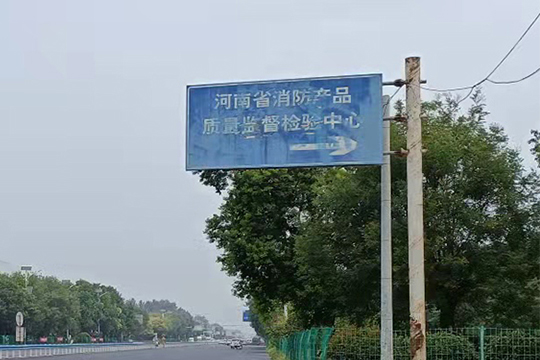 河南省消防产品
质量监督检验中心